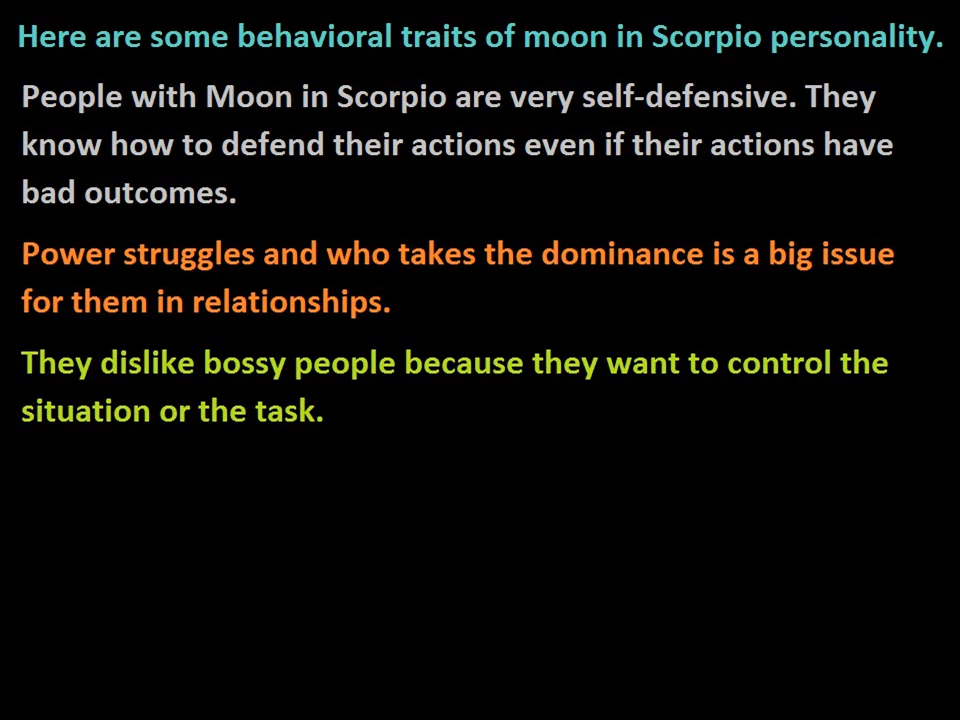 Here are some behavioral traits of moon in Scorpio personality.
People with Moon in Scorpio are very self-defensive. They
know how to defend their actions even if their actions have
bad outcomes.
Power struggles and who takes the dominance is a big issue
for them in relationships.
They dislike bossy people because they want to control the
situation or the task.